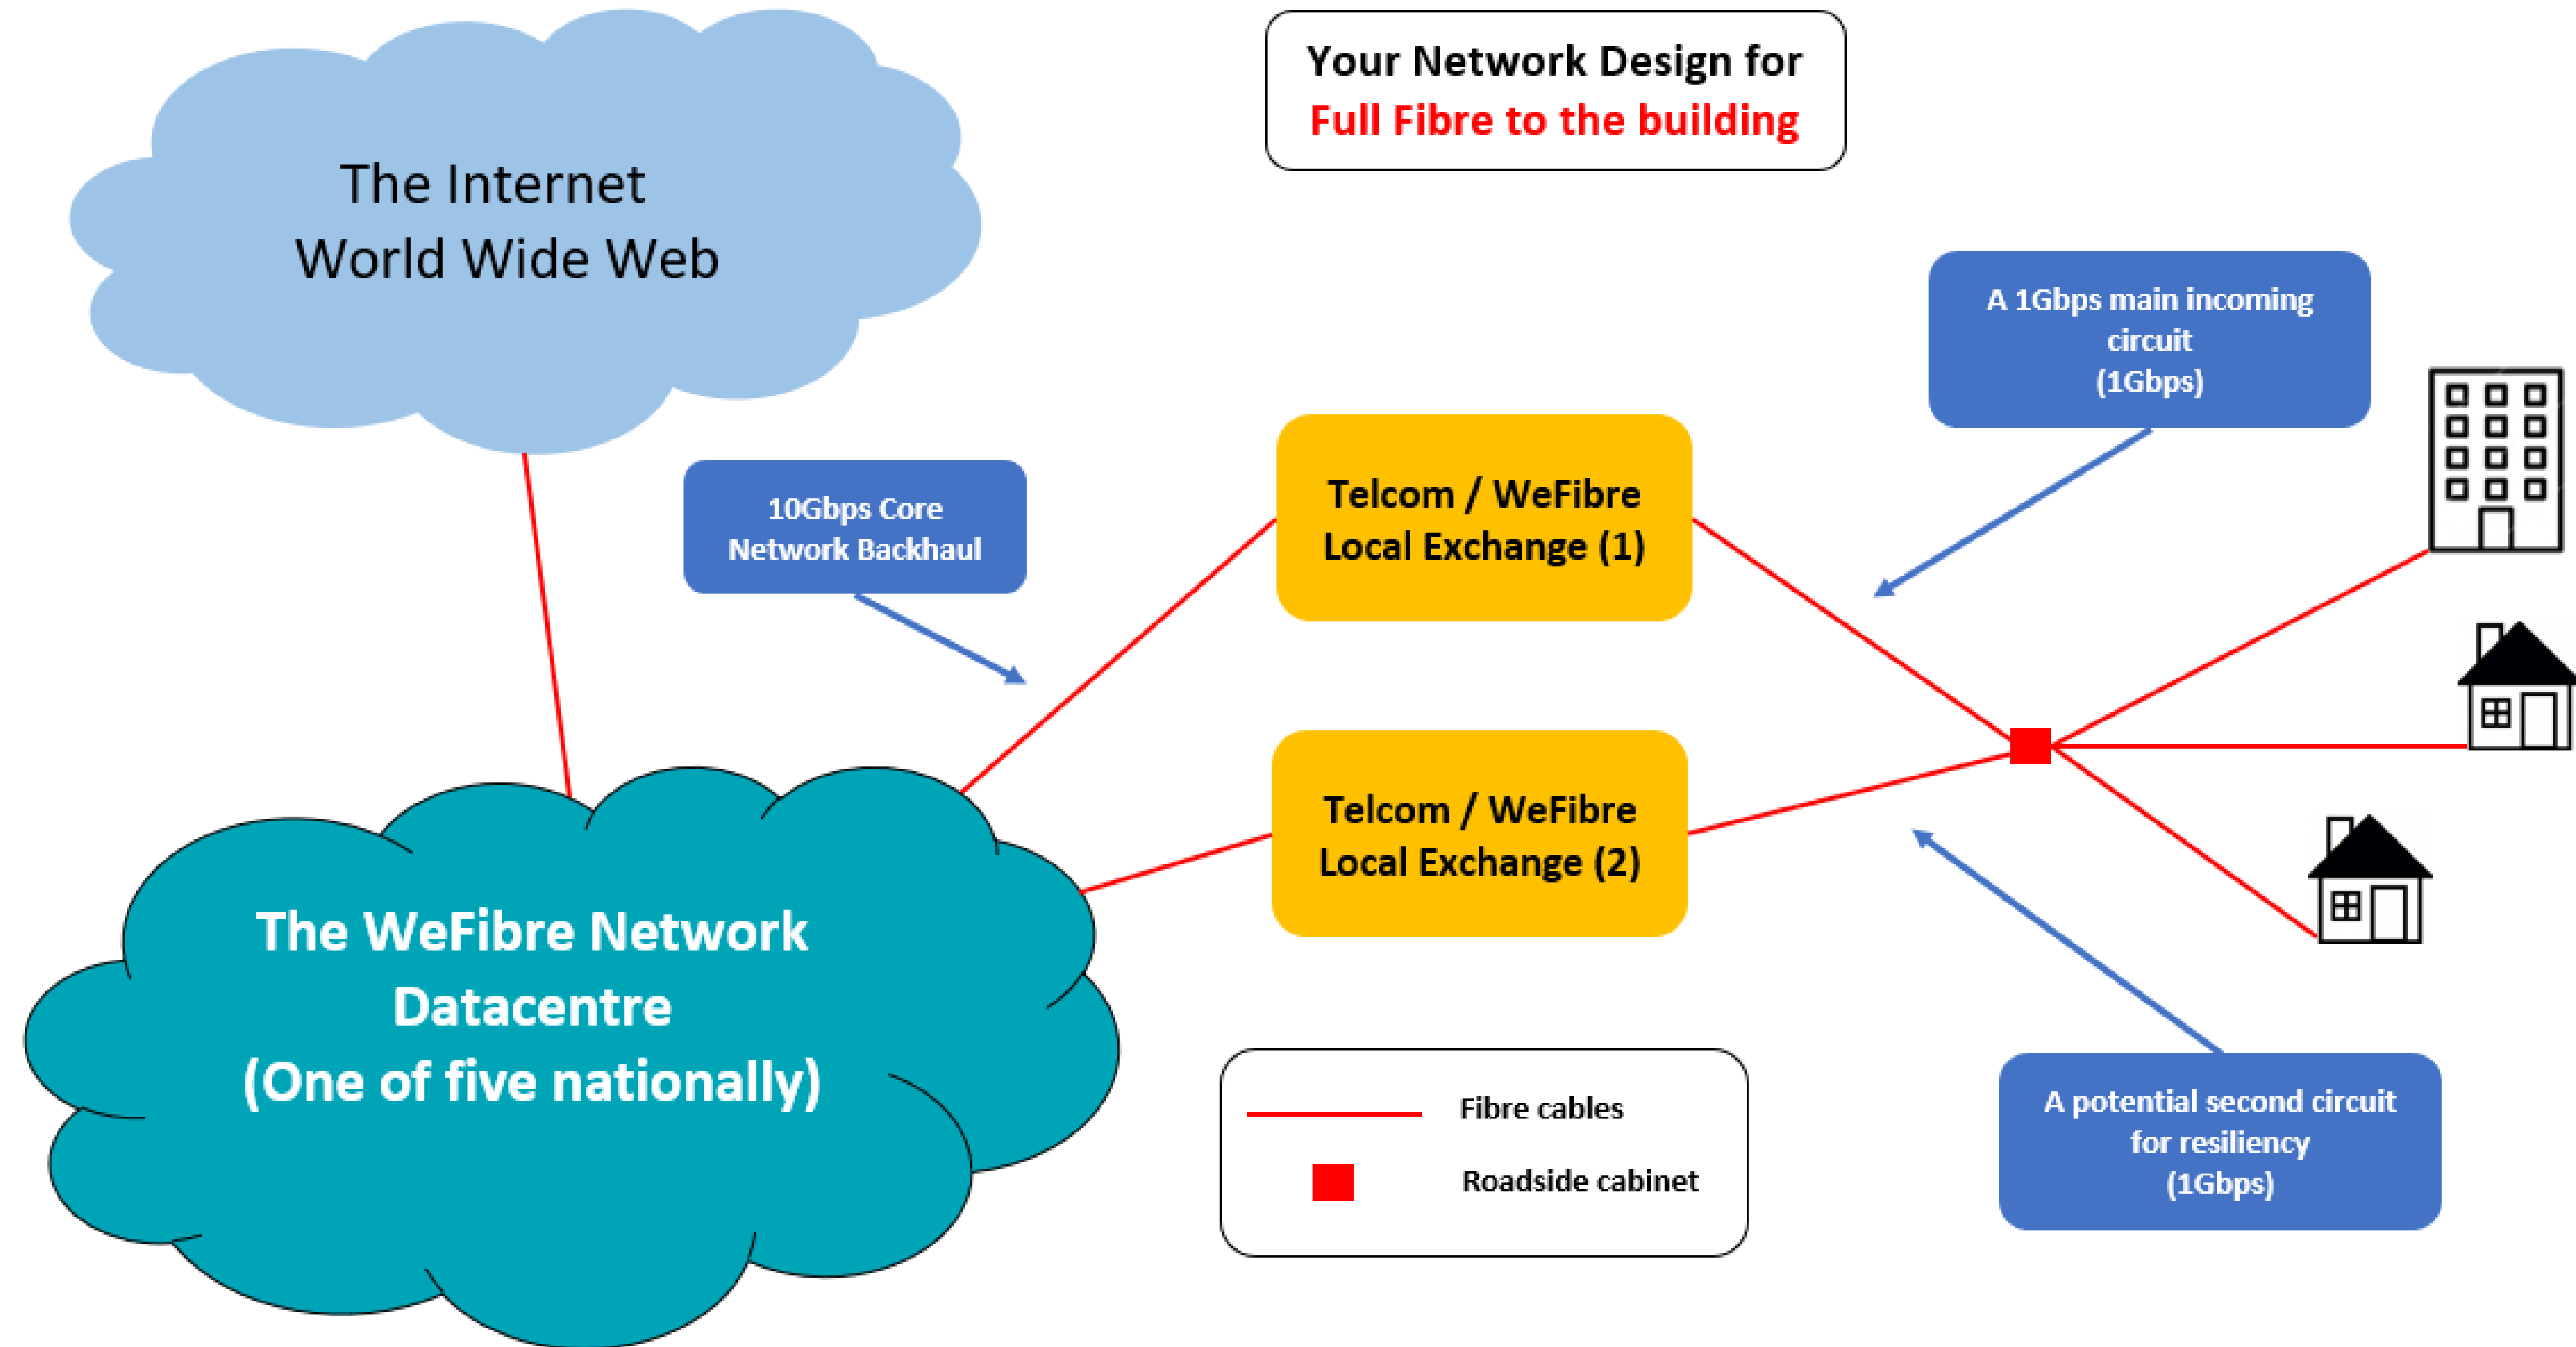 Your Network Design for
Full Fibre to the building
The Internet
World Wide Web
A 1Gbps main incoming
circuit
(1Gbps)
10Gbps Core
Network Backhaul
Telcom / WeFibre
Local Exchange (1)
Telcom / WeFibre
Local Exchange (2)
The WeFibre Network
Datacentre
(One of five nationally)
Fibre cables
Roadside cabinet
A potential second circuit
for resiliency
(1Gbps)